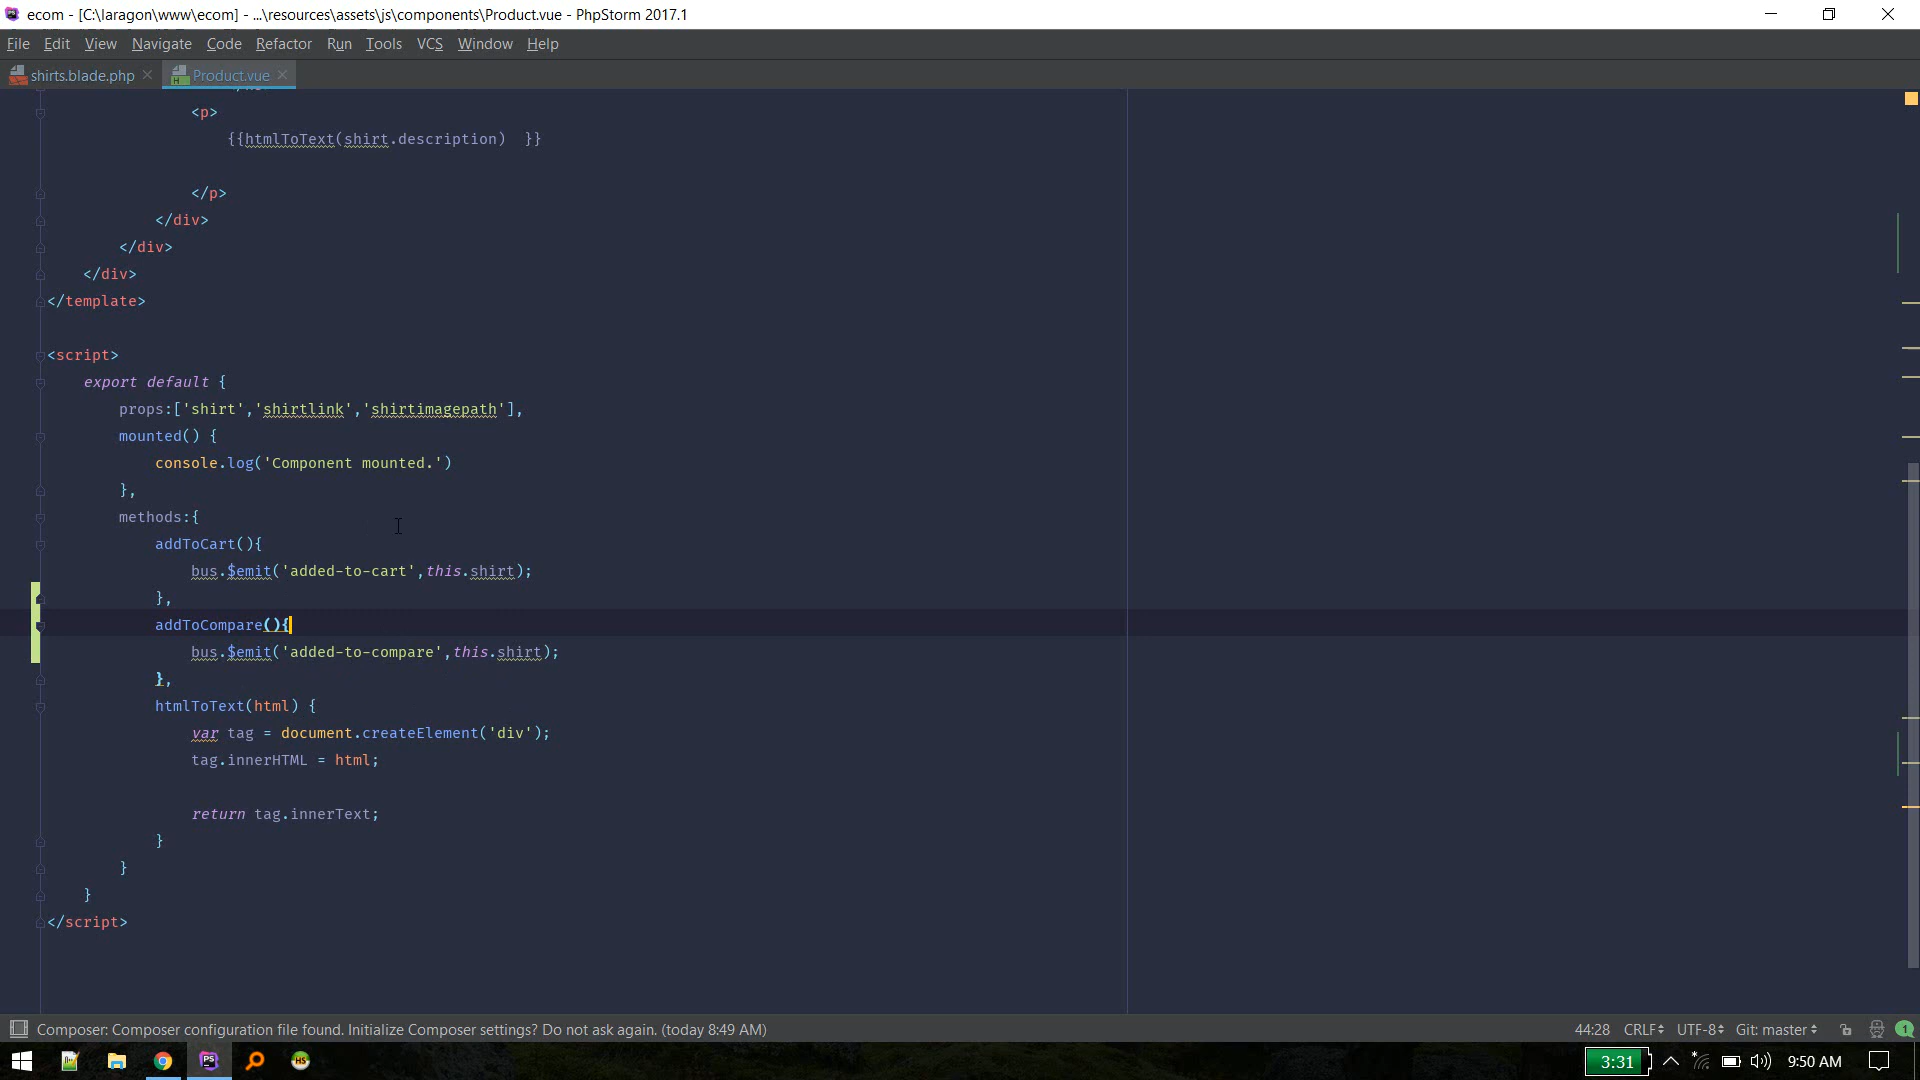 ecom - [C:\laragon\www\ecom] - ...\resources\assets\js\components\Product.vue - PhpStorm 2017.1
File Edit View Navigate Code Refactor Run Tools VCS Window Help
shirts.blade.php Product.vue
<p>
{{htmlToText(shirt.description)  }}
</p>
</div>
</div>
</div>
</template>
<script>
export default {
props:['shirt','shirtlink','shirtimagepath'],
mounted() {
console.log('Component mounted.')
},
methods:{
addToCart(){
bus.$emit('added-to-cart',this.shirt);
},
addToCompare(){
bus.$emit('added-to-compare',this.shirt);
},
htmlToText(html) {
var tag = document.createElement('div');
tag.innerHTML = html;
return tag.innerText;
}
}
}
</script>
Composer: Composer configuration file found. Initialize Composer settings? Do not ask again. (today 8:49 AM) 44:28 CRLF UTF-8 Git: master 1
PS HS 3:31 9:50 AM